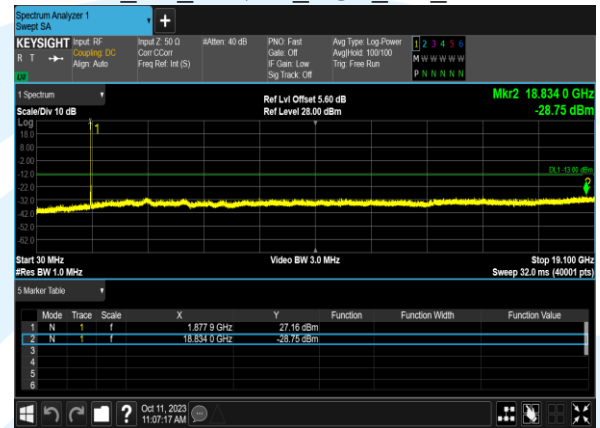 Spectrum Analyzer 1
Swept SA
+
KEYSIGHT
R T
Input: RF
Coupling: DC
Align: Auto
Input Z: 50 Ω
Corr CCorr
Freq Ref: Int (S)
#Atten: 40 dB
PNO: Fast
Gate: Off
IF Gain: Low
Sig Track: Off
Avg Type: Log-Power
Avg|Hold: 100/100
Trig: Free Run
1 2 3 4 5 6
M W W W W W
P N N N N N
1 Spectrum
Scale/Div 10 dB
Ref Lvl Offset 5.60 dB
Ref Level 28.00 dBm
Mkr2 18.834 0 GHz
-28.75 dBm
Log
18.0
8.00
-2.00
-12.0
-22.0
-32.0
-42.0
-52.0
-62.0
1
DL1 -13.00 dBm
2
Start 30 MHz
#Res BW 1.0 MHz
Video BW 3.0 MHz
Stop 19.100 GHz
Sweep 32.0 ms (40001 pts)
5 Marker Table
Mode Trace Scale X Y Function Function Width Function Value
1 N 1 f 1.877 9 GHz 27.16 dBm
2 N 1 f 18.834 0 GHz -28.75 dBm
3
4
5
6
?
Oct 11, 2023
11:07:17 AM